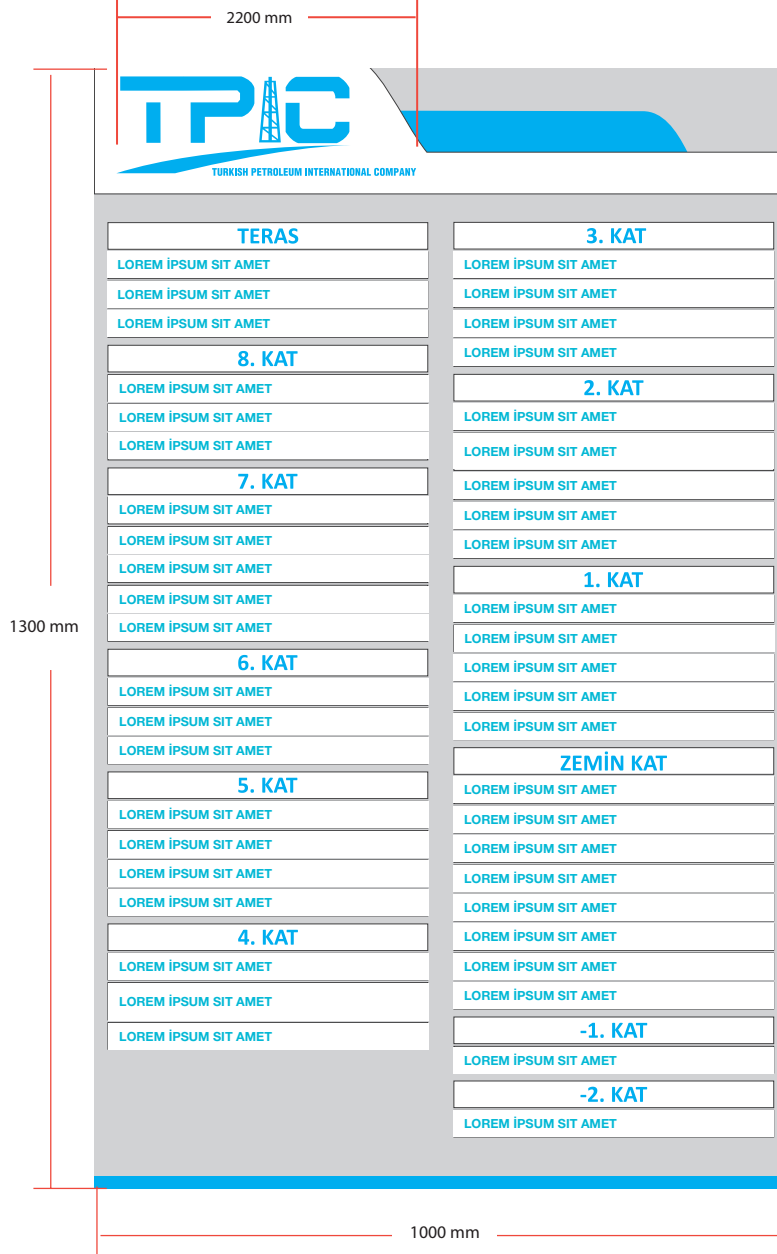 2200 mm
TPIC
TURKISH PETROLEUM INTERNATIONAL COMPANY
1300 mm
TERAS
LOREM İPSUM SIT AMET
LOREM İPSUM SIT AMET
LOREM İPSUM SIT AMET
8. KAT
LOREM İPSUM SIT AMET
LOREM İPSUM SIT AMET
LOREM İPSUM SIT AMET
7. KAT
LOREM İPSUM SIT AMET
LOREM İPSUM SIT AMET
LOREM İPSUM SIT AMET
LOREM İPSUM SIT AMET
LOREM İPSUM SIT AMET
6. KAT
LOREM İPSUM SIT AMET
LOREM İPSUM SIT AMET
LOREM İPSUM SIT AMET
5. KAT
LOREM İPSUM SIT AMET
LOREM İPSUM SIT AMET
LOREM İPSUM SIT AMET
LOREM İPSUM SIT AMET
4. KAT
LOREM İPSUM SIT AMET
LOREM İPSUM SIT AMET
LOREM İPSUM SIT AMET
3. KAT
LOREM İPSUM SIT AMET
LOREM İPSUM SIT AMET
LOREM İPSUM SIT AMET
LOREM İPSUM SIT AMET
2. KAT
LOREM İPSUM SIT AMET
LOREM İPSUM SIT AMET
LOREM İPSUM SIT AMET
LOREM İPSUM SIT AMET
LOREM İPSUM SIT AMET
1. KAT
LOREM İPSUM SIT AMET
LOREM İPSUM SIT AMET
LOREM İPSUM SIT AMET
LOREM İPSUM SIT AMET
LOREM İPSUM SIT AMET
ZEMİN KAT
LOREM İPSUM SIT AMET
LOREM İPSUM SIT AMET
LOREM İPSUM SIT AMET
LOREM İPSUM SIT AMET
LOREM İPSUM SIT AMET
LOREM İPSUM SIT AMET
LOREM İPSUM SIT AMET
LOREM İPSUM SIT AMET
-1. KAT
LOREM İPSUM SIT AMET
-2. KAT
LOREM İPSUM SIT AMET
1000 mm